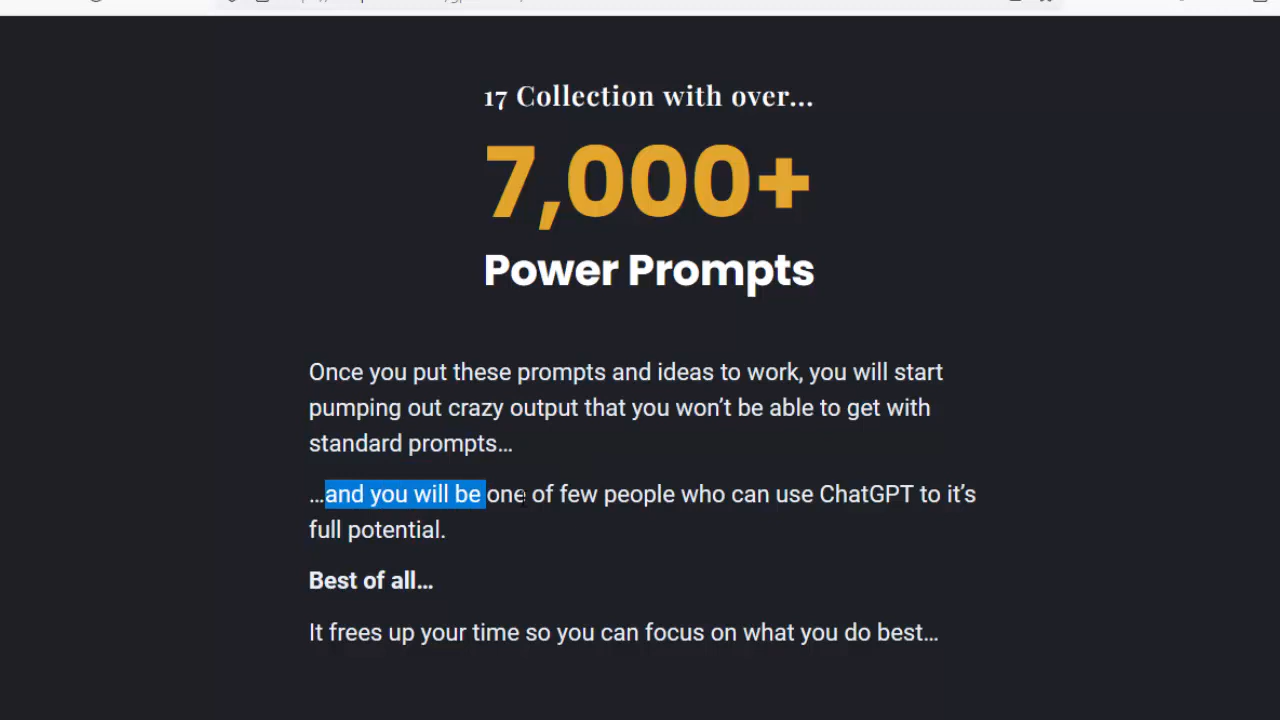 17 Collection with over...
7,000+
Power Prompts
Once you put these prompts and ideas to work, you will start
pumping out crazy output that you won’t be able to get with
standard prompts…
…and you will be one of few people who can use ChatGPT to it’s
full potential.
Best of all…
It frees up your time so you can focus on what you do best…